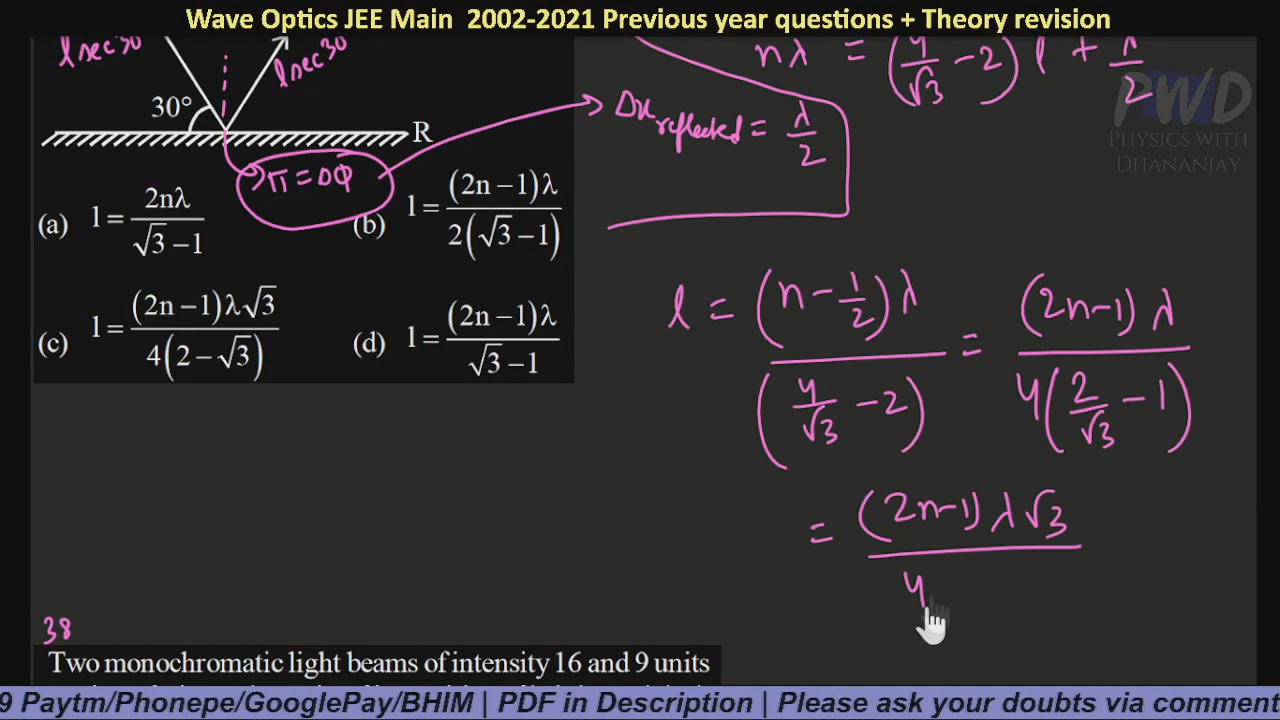 Wave Optics JEE Main 2002-2021 Previous year questions + Theory revision
l sec 30
l sec 30
30°
R
π = Δφ
Δx reflected = λ/2
nλ = (4/√3 − 2) l + λ/2
PWD
PHYSICS WITH
DHANANJAY
(a) l = 2nλ/(√3 −1)
(b) l = (2n −1)λ/2(√3 −1)
(c) l = (2n −1)λ√3/4(2 − √3)
(d) l = (2n −1)λ/(√3 −1)
l = (n − 1/2)λ/(4/√3 − 2) = (2n−1) λ/4(2/√3 − 1)
= (2n−1) λ √3/4
38
Two monochromatic light beams of intensity 16 and 9 units
9 Paytm/Phonepe/GooglePay/BHIM | PDF in Description | Please ask your doubts via comment